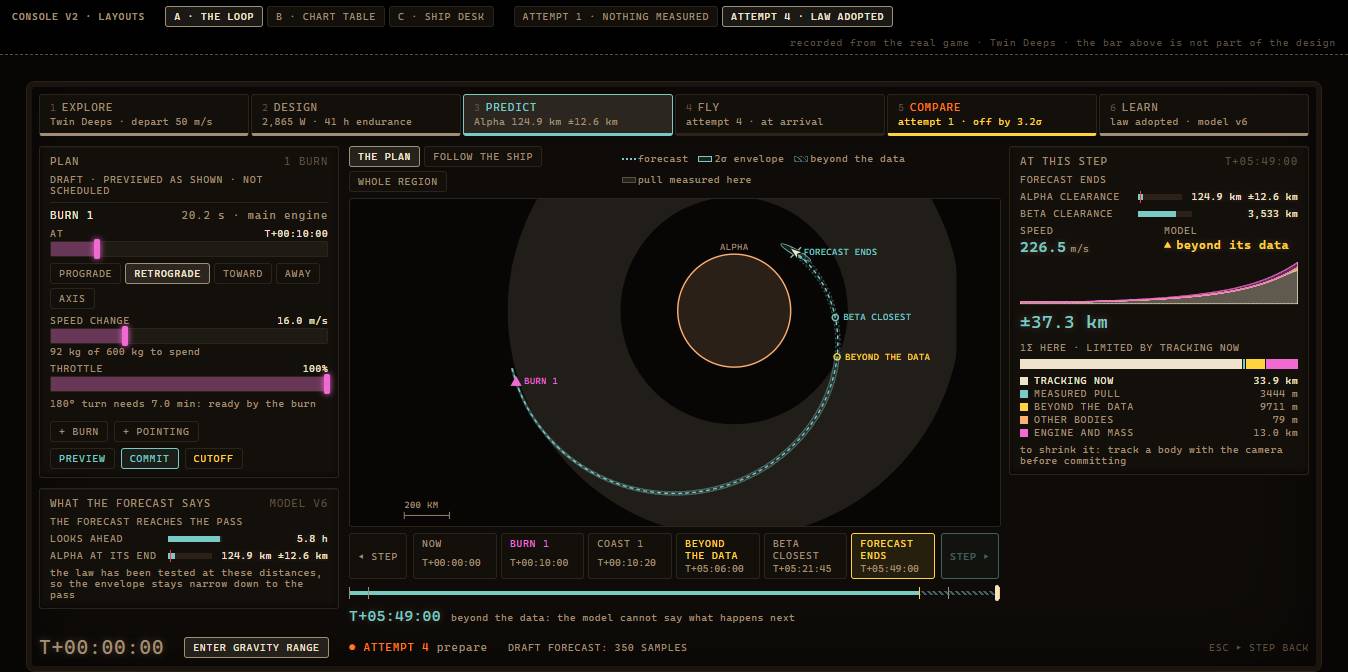 CONSOLE V2 · LAYOUTS
A · THE LOOP
B · CHART TABLE
C · SHIP DESK
ATTEMPT 1 · NOTHING MEASURED
ATTEMPT 4 · LAW ADOPTED
recorded from the real game · Twin Deeps · the bar above is not part of the design
1 EXPLORE
Twin Deeps · depart 50 m/s
2 DESIGN
2,865 W · 41 h endurance
3 PREDICT
Alpha 124.9 km ±12.6 km
4 FLY
attempt 4 · at arrival
5 COMPARE
attempt 1 · off by 3.2σ
6 LEARN
law adopted · model v6
PLAN 1 BURN
DRAFT · PREVIEWED AS SHOWN · NOT
SCHEDULED
BURN 1 20.2 s · main engine
AT T+00:10:00
PROGRADE RETROGRADE TOWARD AWAY
AXIS
SPEED CHANGE 16.0 m/s
92 kg of 600 kg to spend
THROTTLE 100%
180° turn needs 7.0 min: ready by the burn
+ BURN + POINTING
PREVIEW COMMIT CUTOFF
WHAT THE FORECAST SAYS MODEL V6
THE FORECAST REACHES THE PASS
LOOKS AHEAD 5.8 h
ALPHA AT ITS END 124.9 km ±12.6 km
the law has been tested at these distances,
so the envelope stays narrow down to the
pass
T+00:00:00 ENTER GRAVITY RANGE
THE PLAN FOLLOW THE SHIP
WHOLE REGION
forecast 2σ envelope beyond the data
pull measured here
ALPHA
FORECAST ENDS
BETA CLOSEST
BEYOND THE DATA
BURN 1
200 KM
◂ STEP
NOW
T+00:00:00
BURN 1
T+00:10:00
COAST 1
T+00:10:20
BEYOND
THE DATA
T+05:06:00
BETA
CLOSEST
T+05:21:45
FORECAST
ENDS
T+05:49:00
STEP ▸
T+05:49:00 beyond the data: the model cannot say what happens next
● ATTEMPT 4 prepare DRAFT FORECAST: 350 SAMPLES
AT THIS STEP T+05:49:00
FORECAST ENDS
ALPHA CLEARANCE 124.9 km ±12.6 km
BETA CLEARANCE 3,533 km
SPEED MODEL
226.5 m/s ▲ beyond its data
±37.3 km
1Σ HERE · LIMITED BY TRACKING NOW
TRACKING NOW 33.9 km
MEASURED PULL 3444 m
BEYOND THE DATA 9711 m
OTHER BODIES 79 m
ENGINE AND MASS 13.0 km
to shrink it: track a body with the camera
before committing
ESC ▸ STEP BACK